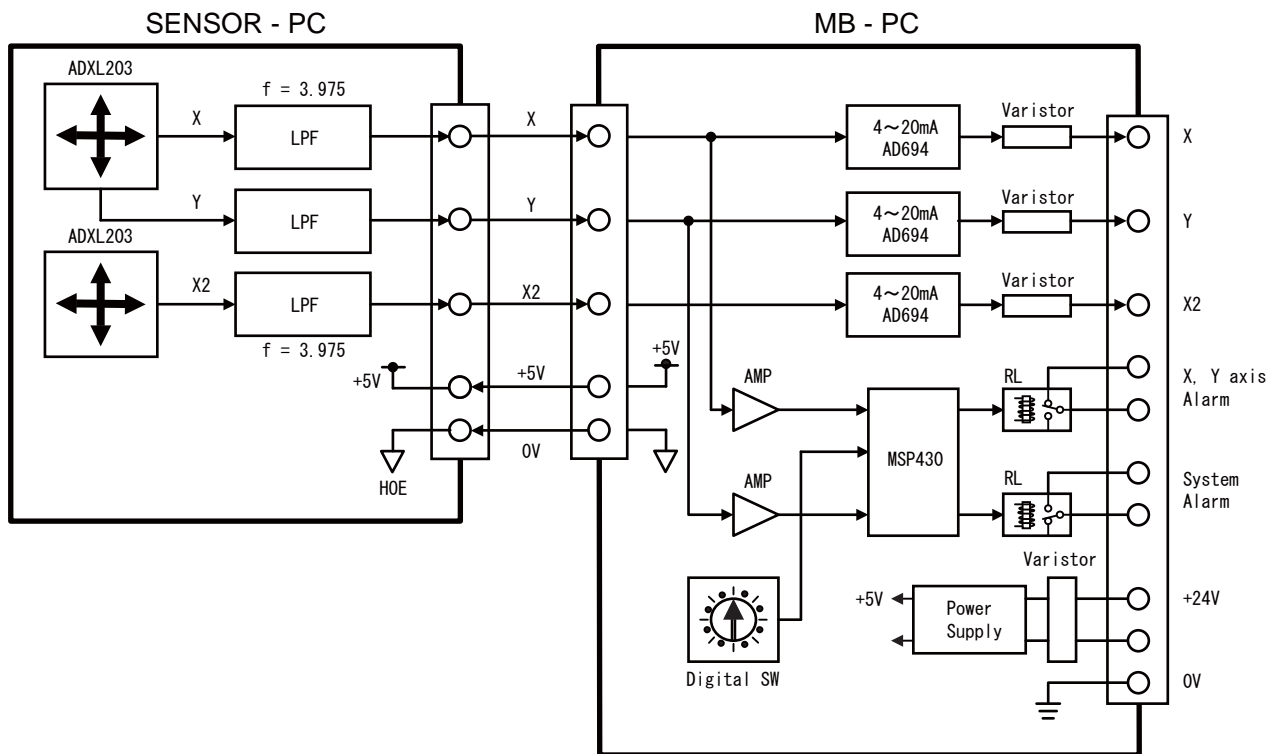 SENSOR - PC
MB - PC
ADXL203
f = 3.975
X
LPF
X
4～20mA
AD694
Varistor
X
Y
LPF
Y
4～20mA
AD694
Varistor
Y
ADXL203
X2
LPF
f = 3.975
X2
4～20mA
AD694
Varistor
X2
+5V
+5V
+5V
HOE
0V
AMP
MSP430
RL
X, Y axis
Alarm
AMP
RL
System
Alarm
Digital SW
+5V
Power
Supply
Varistor
+24V
0V